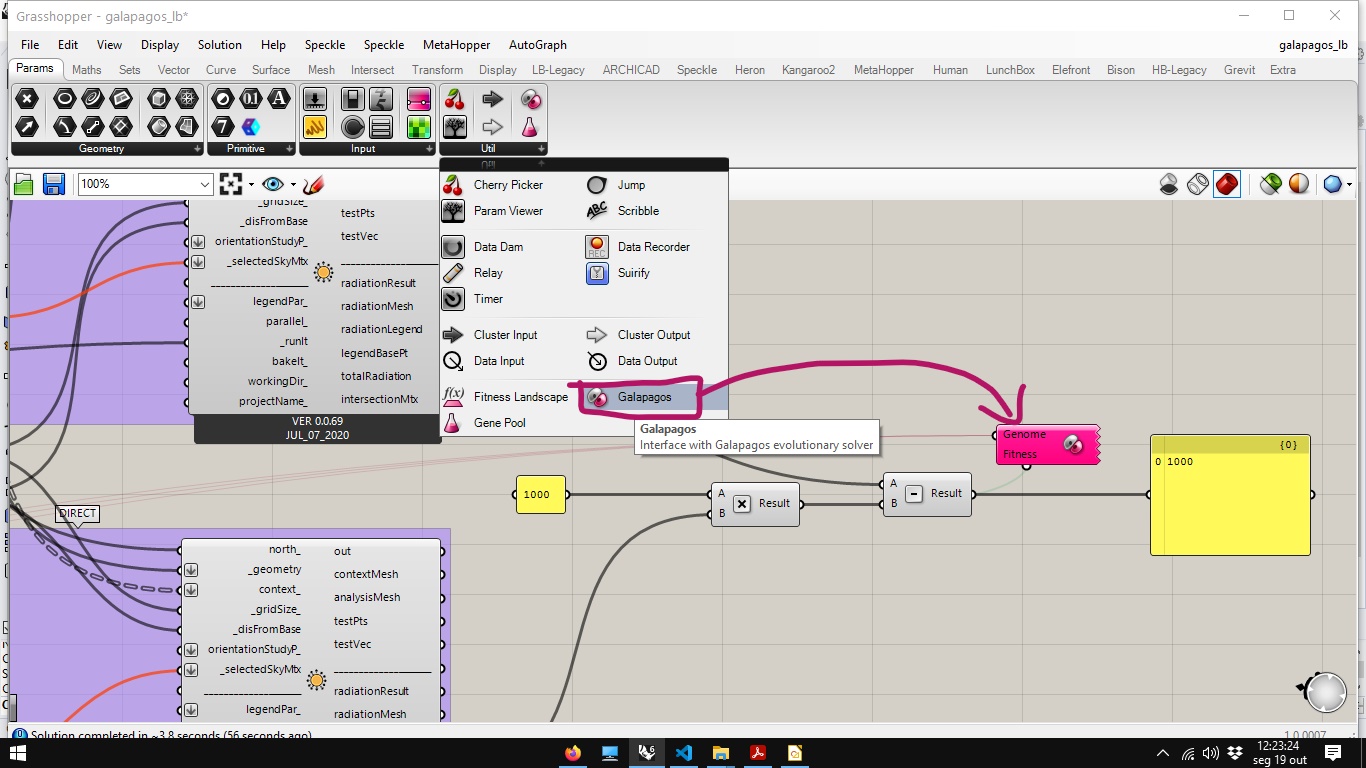 Grasshopper - galapagos_lb*
File Edit View Display Solution Help Speckle Speckle MetaHopper AutoGraph galapagos_lb
Params Maths Sets Vector Curve Surface Mesh Intersect Transform Display LB-Legacy ARCHICAD Speckle Heron Kangaroo2 MetaHopper Human LunchBox Elefront Bison HB-Legacy Grevit Extra
Geometry Primitive Input Util
100%
Cherry Picker Jump
Param Viewer Scribble
Data Dam Data Recorder
Relay Suirify
Timer
Cluster Input Cluster Output
Data Input Data Output
Fitness Landscape Galapagos
Gene Pool
Galapagos
Interface with Galapagos evolutionary solver
_gridSize_
_disFromBase
orientationStudyP_
_selectedSkyMtx
legendPar_
parallel_
_runIt
bakeIt_
workingDir_
projectName_
testPts
testVec
radiationResult
radiationMesh
radiationLegend
legendBasePt
totalRadiation
intersectionMtx
VER 0.0.69
JUL_07_2020
Genome
Fitness
{0}
0 1000
1000
A
B
Result
A
B
Result
DIRECT
north_
_geometry
context_
_gridSize_
_disFromBase
orientationStudyP_
_selectedSkyMtx
legendPar_
out
contextMesh
analysisMesh
testPts
testVec
radiationResult
radiationMesh
Solution completed in ~3.8 seconds (56 seconds ago)
1.0.0007
12:23:24
seg 19 out